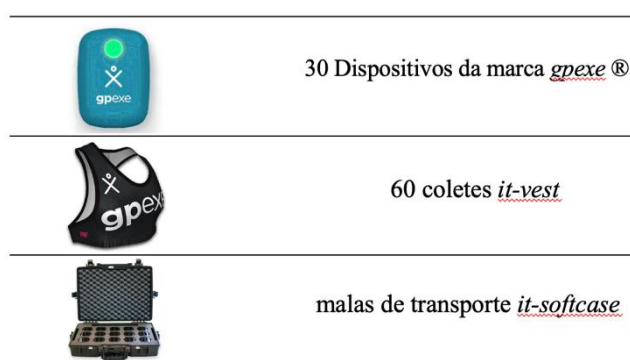 gpexe
30 Dispositivos da marca gpexe ®
gpexe
60 coletes it-vest
malas de transporte it-softcase